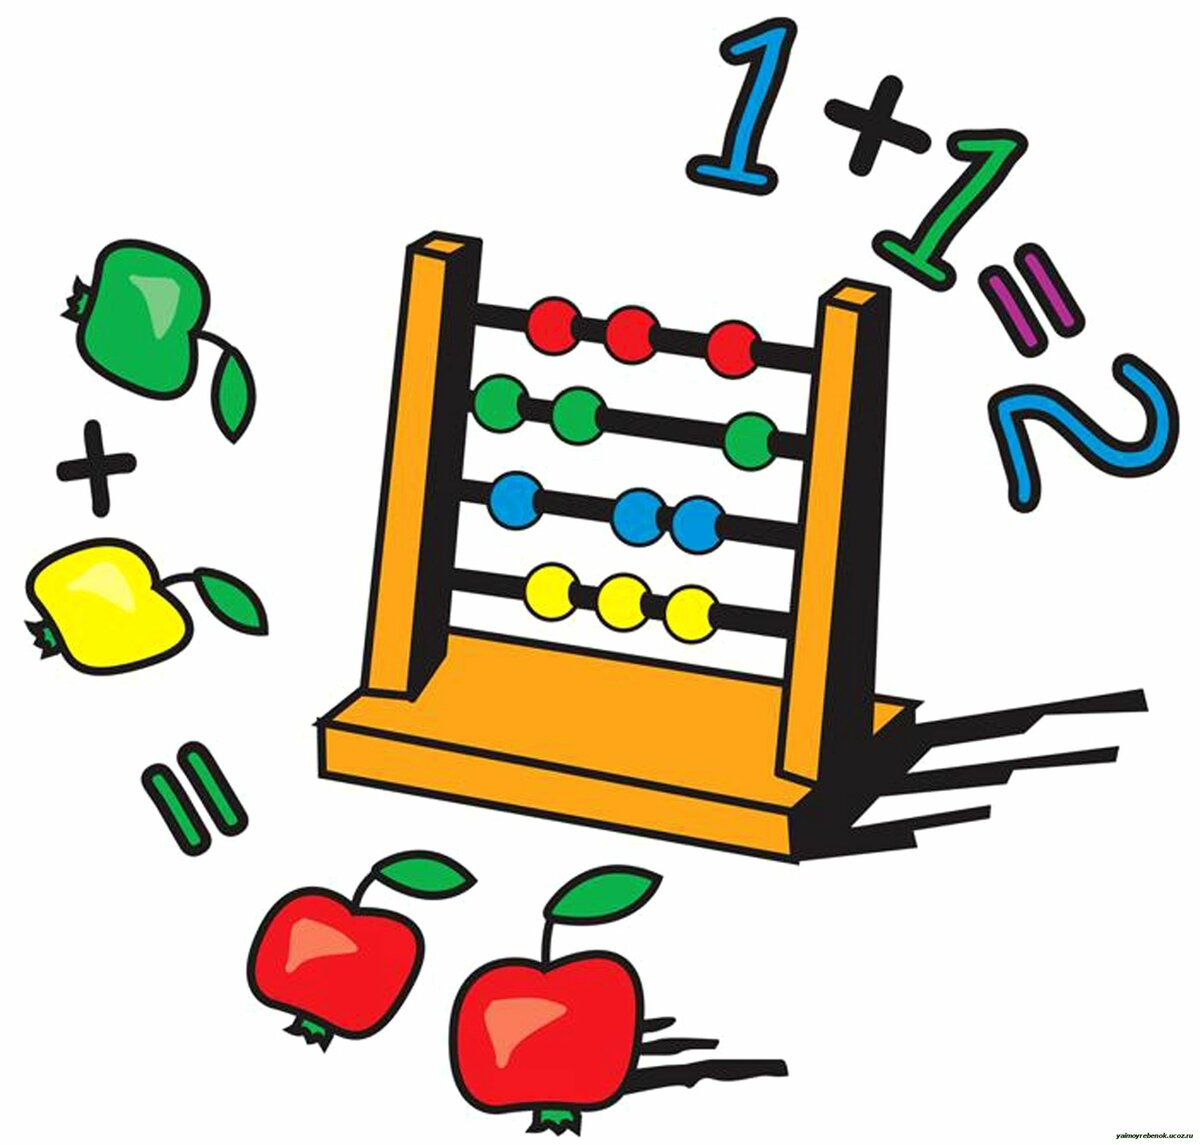 1+1=2
+
=
yaimoyrebenok.ucoz.ru